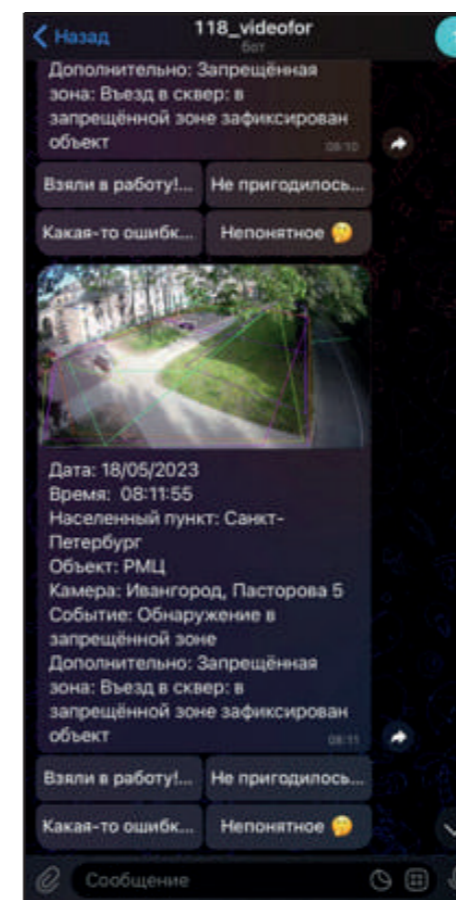 Назад
118_videofor
бот
Дополнительно: Запрещённая
зона: Въезд в сквер: в
запрещённой зоне зафиксирован
объект
08:10
Взяли в работу!... Не пригодилось...
Какая-то ошибк... Непонятное 🤔
Дата: 18/05/2023
Время: 08:11:55
Населенный пункт: Санкт-
Петербург
Объект: РМЦ
Камера: Ивангород, Пасторова 5
Событие: Обнаружение в
запрещённой зоне
Дополнительно: Запрещённая
зона: Въезд в сквер: в
запрещённой зоне зафиксирован
объект
08:11
Взяли в работу!... Не пригодилось...
Какая-то ошибк... Непонятное 🤔
Сообщение